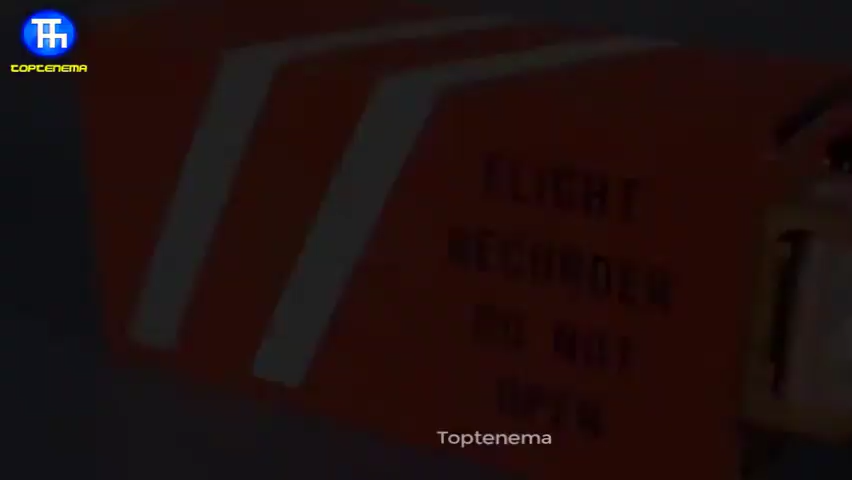 TOPTENEMA
FLIGHT
RECORDER
DO NOT
OPEN
Toptenema